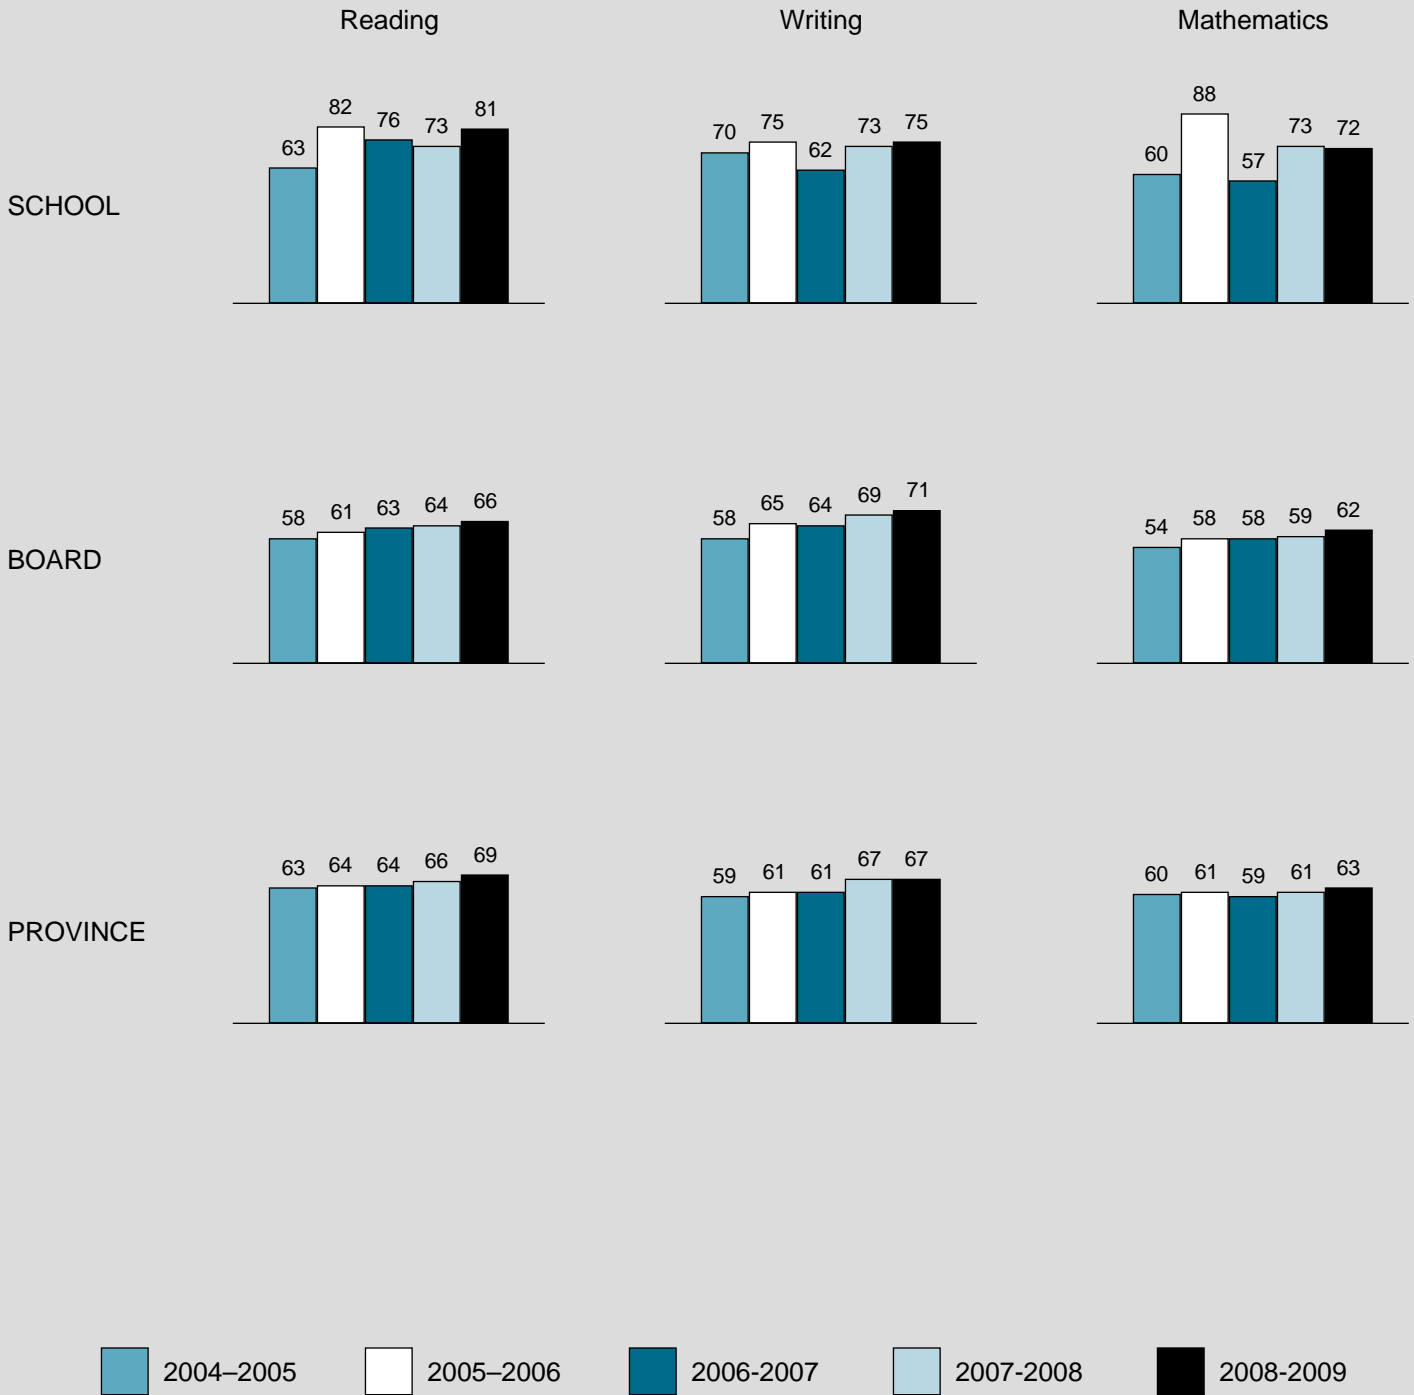 Reading Writing Mathematics
SCHOOL
63 82 76 73 81
70 75 62 73 75
60 88 57 73 72
BOARD
58 61 63 64 66
58 65 64 69 71
54 58 58 59 62
PROVINCE
63 64 64 66 69
59 61 61 67 67
60 61 59 61 63
2004–2005 2005–2006 2006-2007 2007-2008 2008-2009